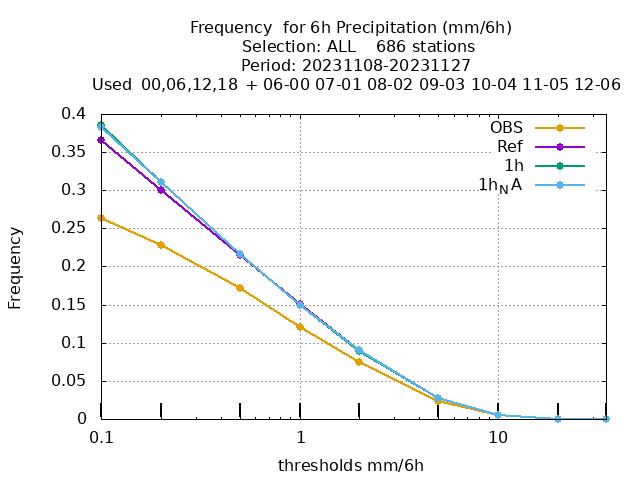 Frequency  for 6h Precipitation (mm/6h)
Selection: ALL    686 stations
Period: 20231108-20231127
Used  00,06,12,18  + 06-00 07-01 08-02 09-03 10-04 11-05 12-06
OBS
Ref
1h
1hNA
Frequency
0.4
0.35
0.3
0.25
0.2
0.15
0.1
0.05
0
0.1 1 10
thresholds mm/6h